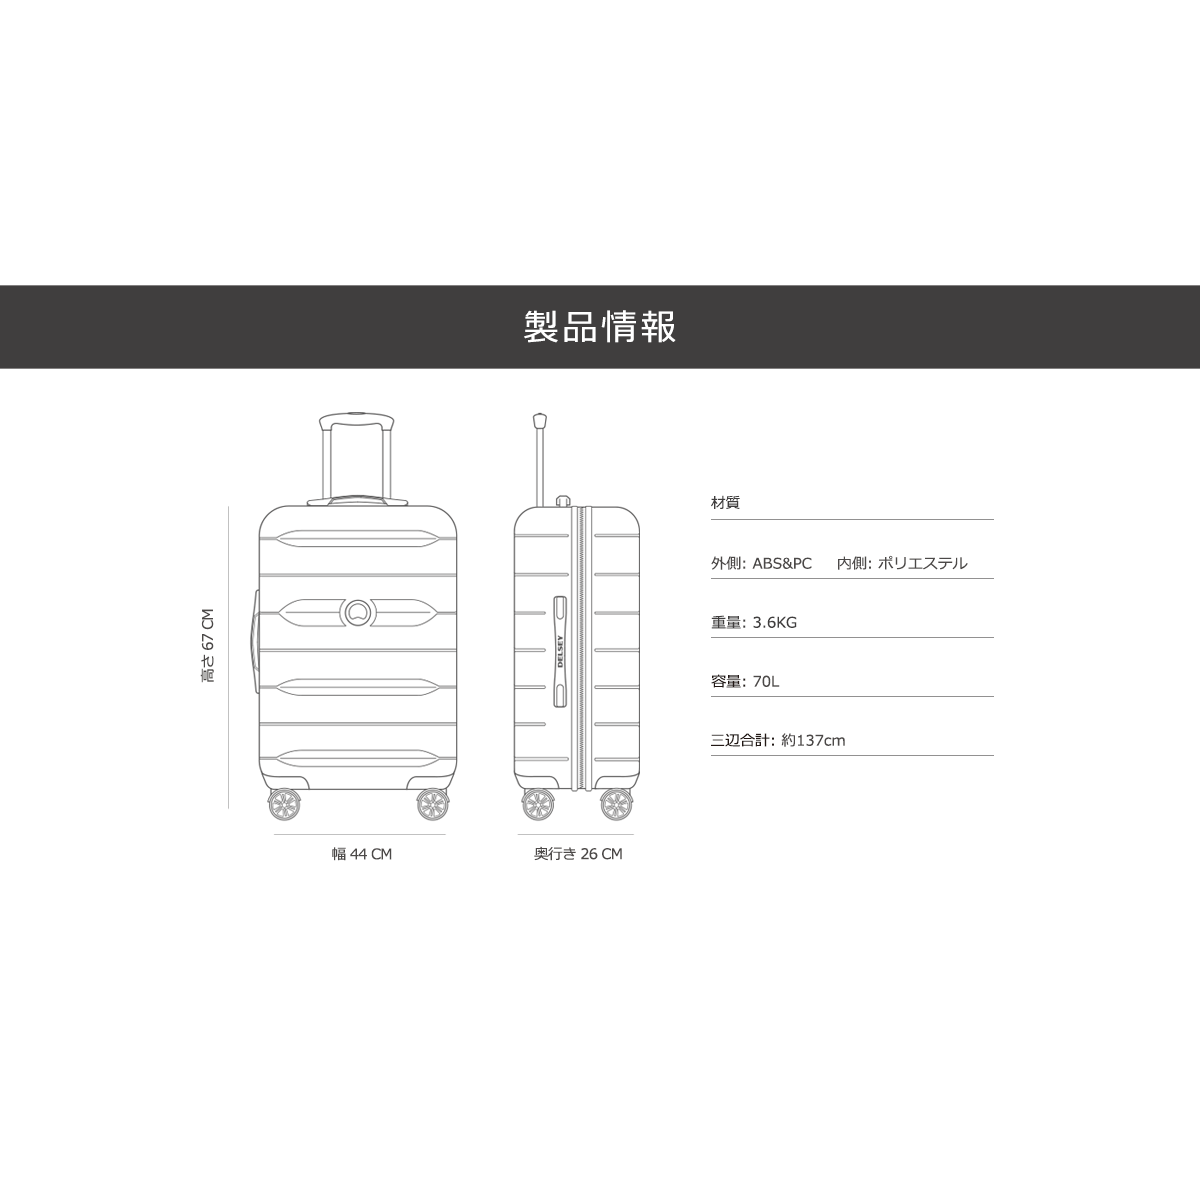 製品情報
高さ 67 CM
DELSEY
幅 44 CM
奥行き 26 CM
材質
外側: ABS&PC 内側: ポリエステル
重量: 3.6KG
容量: 70L
三辺合計: 約137cm